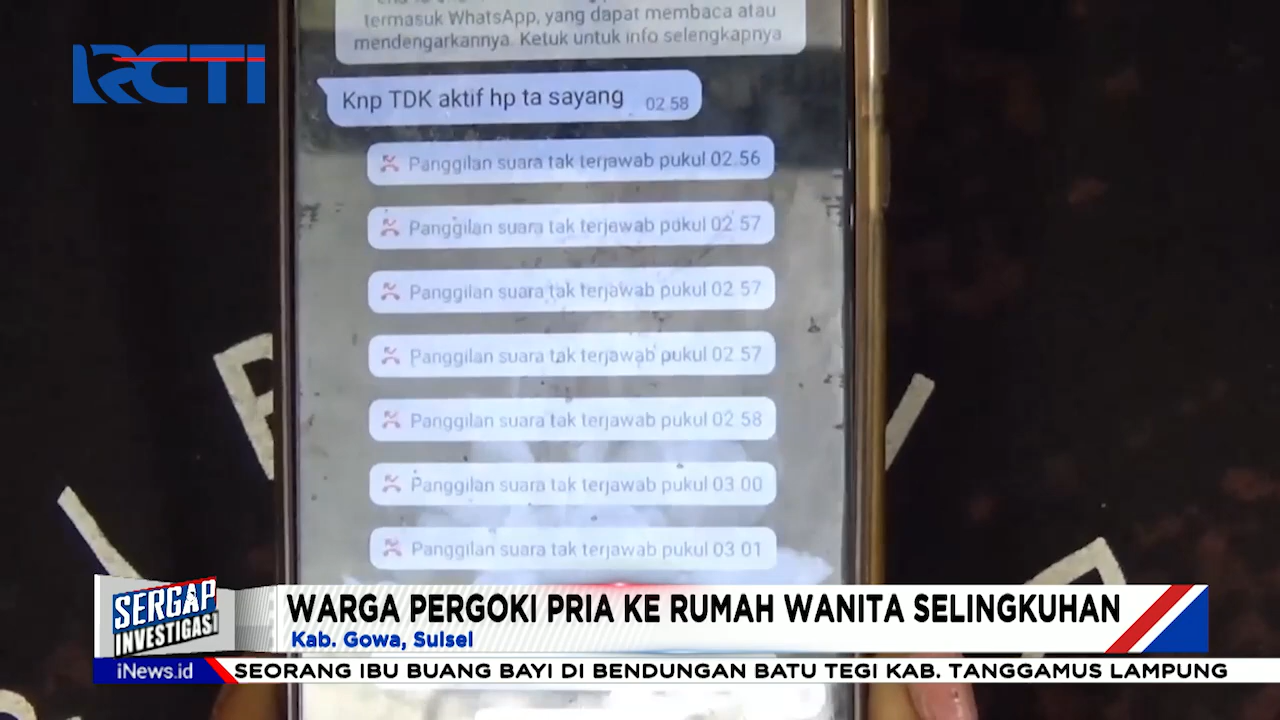 RCTI
termasuk WhatsApp, yang dapat membaca atau
mendengarkannya. Ketuk untuk info selengkapnya
Knp TDK aktif hp ta sayang 02.58
Panggilan suara tak terjawab pukul 02.56
Panggilan suara tak terjawab pukul 02.57
Panggilan suara tak terjawab pukul 02.57
Panggilan suara tak terjawab pukul 02.57
Panggilan suara tak terjawab pukul 02.58
Panggilan suara tak terjawab pukul 03.00
Panggilan suara tak terjawab pukul 03.01
SERGAP
INVESTIGASI
WARGA PERGOKI PRIA KE RUMAH WANITA SELINGKUHAN
Kab. Gowa, Sulsel
iNews.id
SEORANG IBU BUANG BAYI DI BENDUNGAN BATU TEGI KAB. TANGGAMUS LAMPUNG